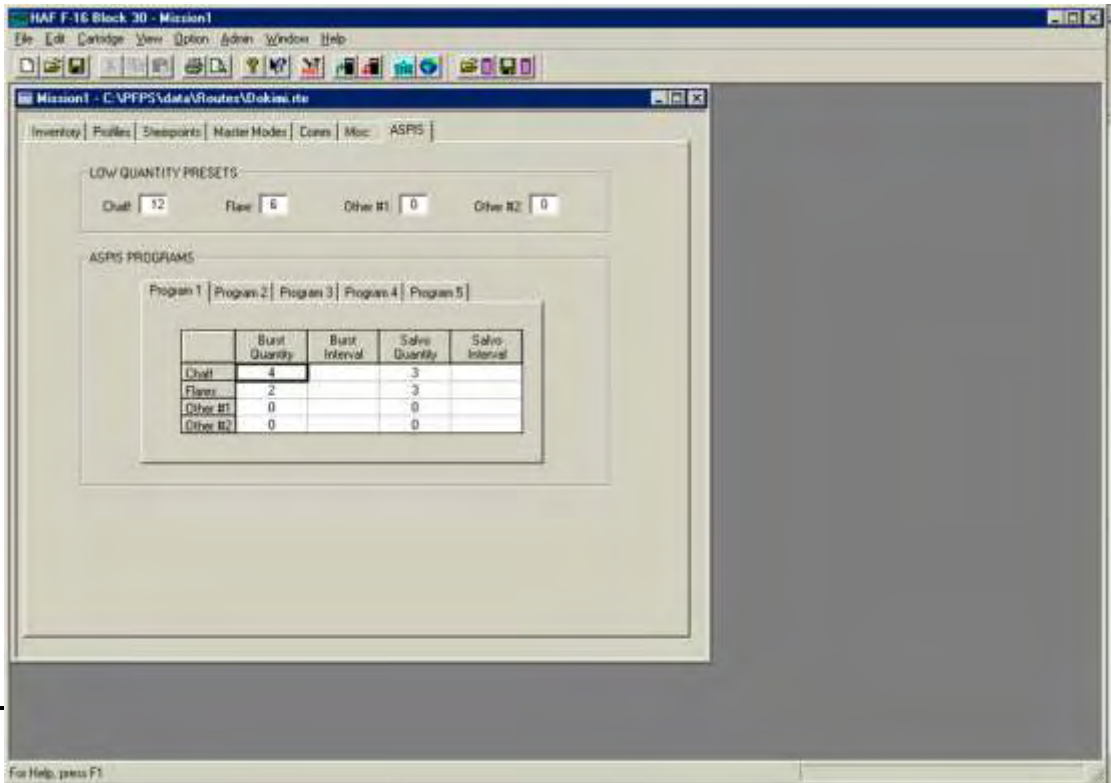 HAF F-16 Block 30 - Mission1
File Edit Cartridge View Option Admin Window Help
Mission1 - C:\PFPS\data\Routes\Dokimi.rte
Inventory Profiles Steerpoints Master Modes Comm Misc ASPIS
LOW QUANTITY PRESETS
Chaff 12 Flare 6 Other #1 0 Other #2 0
ASPIS PROGRAMS
Program 1 Program 2 Program 3 Program 4 Program 5
Burst Quantity Burst Interval Salvo Quantity Salvo Interval
Chaff 4 3
Flares 2 3
Other #1 0 0
Other #2 0 0
For Help, press F1